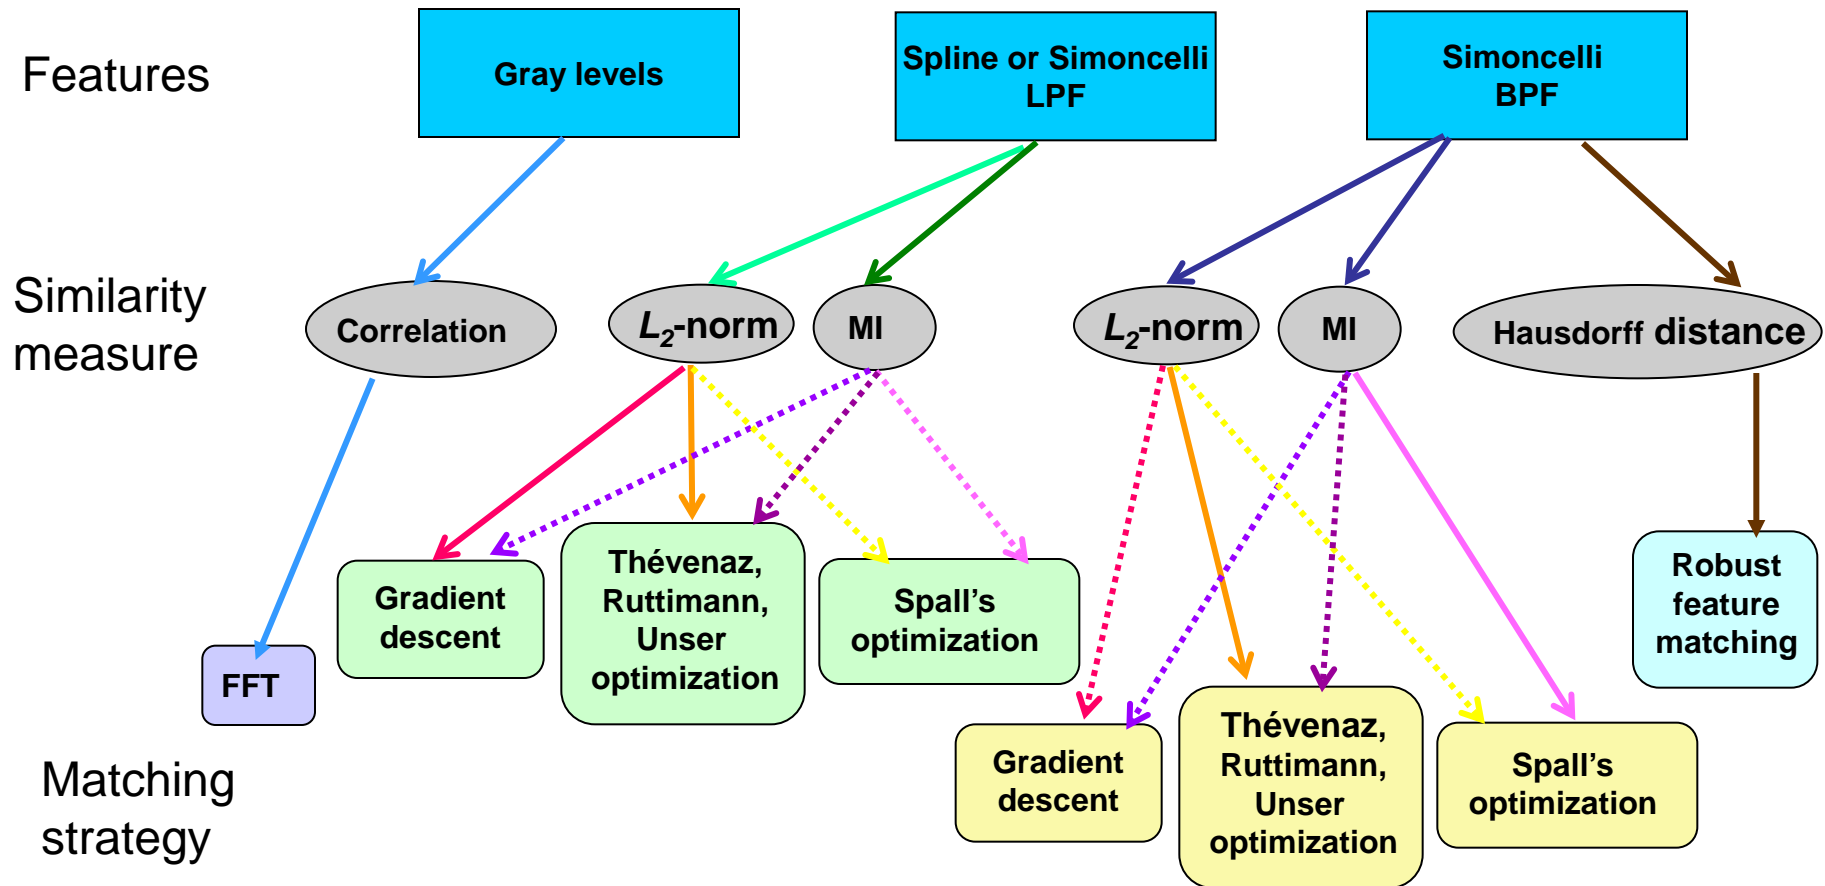 Features
Gray levels
Spline or Simoncelli
LPF
Simoncelli
BPF
Similarity
measure
Correlation
L2-norm
MI
L2-norm
MI
Hausdorff distance
Gradient
descent
Thévenaz,
Ruttimann,
Unser
optimization
Spall's
optimization
Robust
feature
matching
FFT
Gradient
descent
Thévenaz,
Ruttimann,
Unser
optimization
Spall's
optimization
Matching
strategy